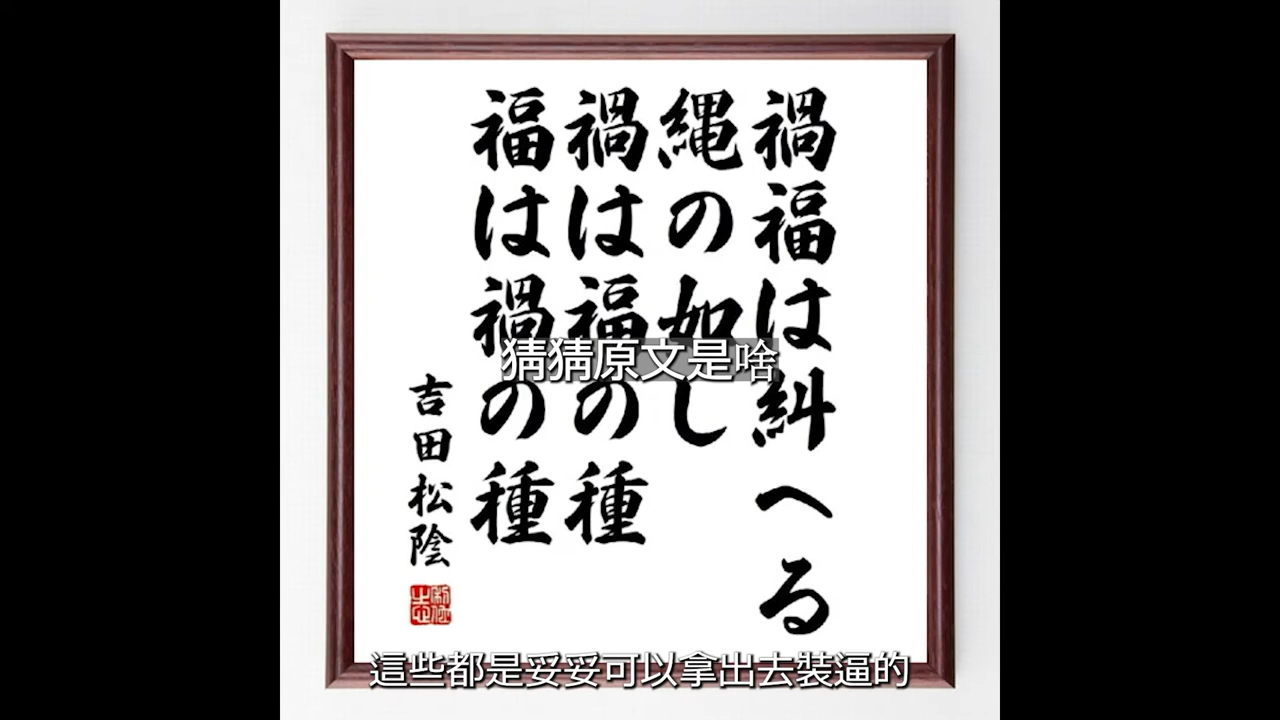 禍福は糾へる
縄の如し
禍は福の種
福は禍の種
吉田松陰
猜猜原文是啥
這些都是妥妥可以拿出去裝逼的